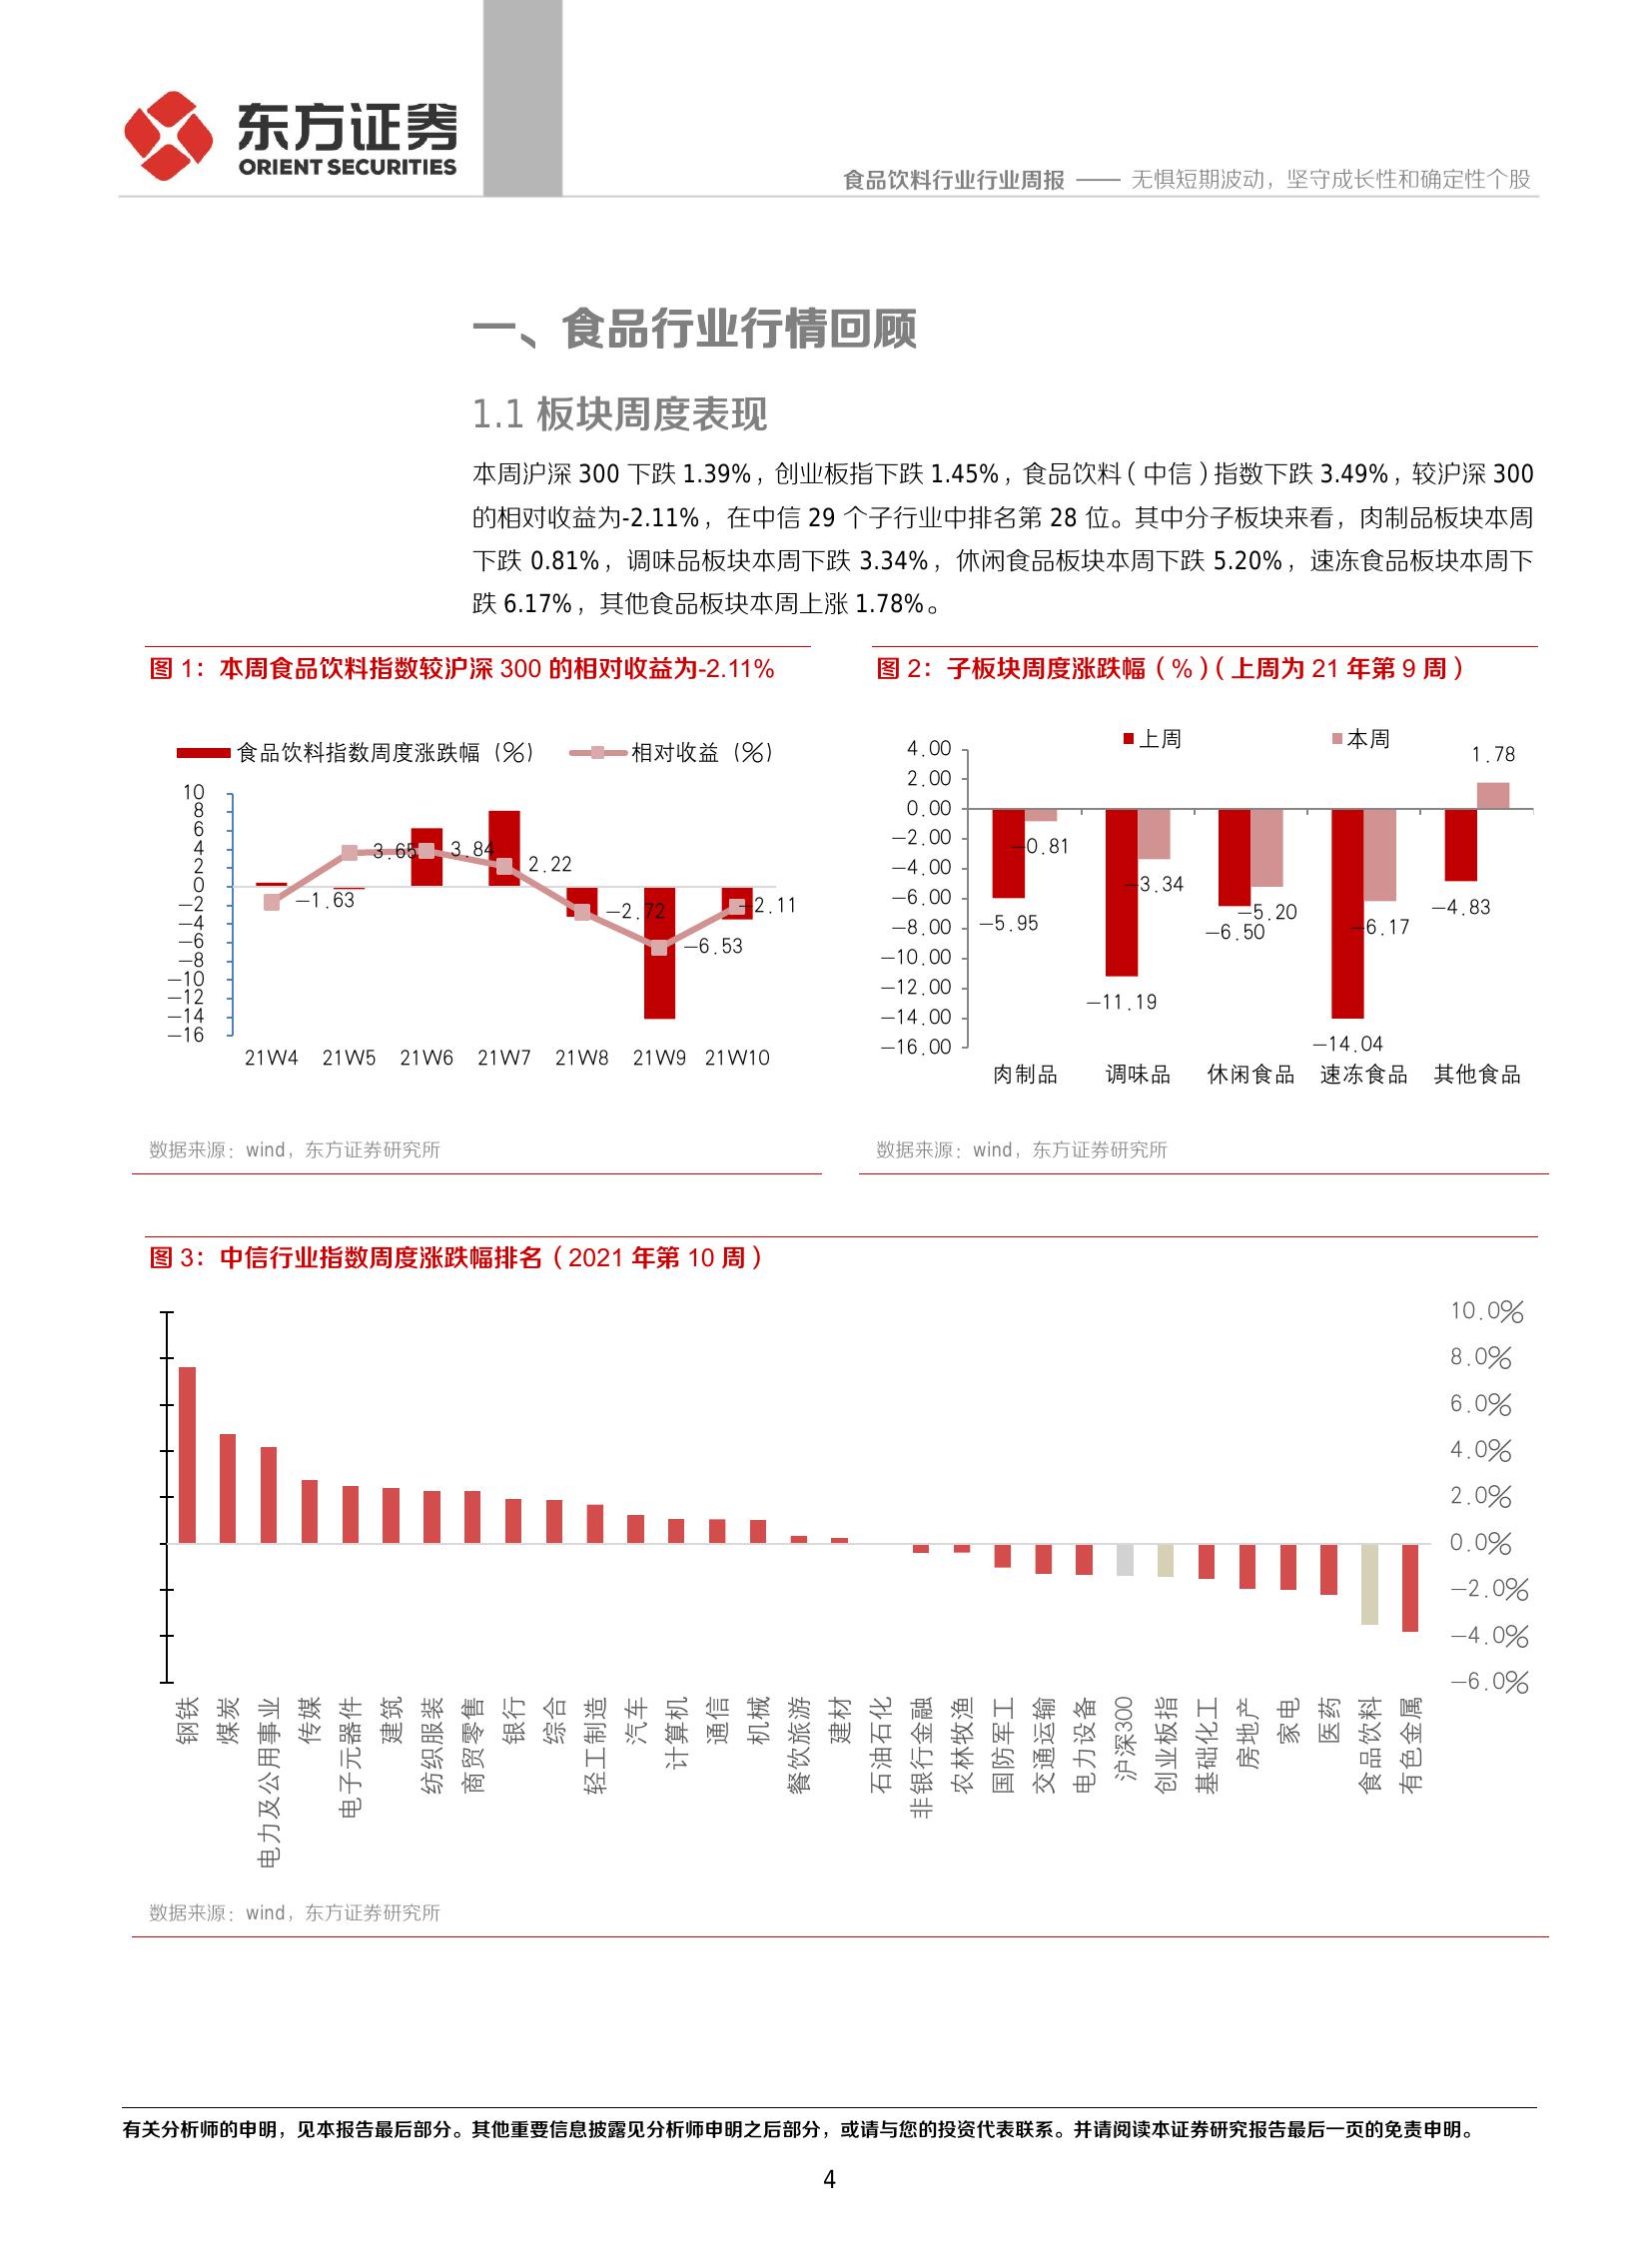 东方证券
ORIENT SECURITIES
食品饮料行业行业周报 —— 无惧短期波动，坚守成长性和确定性个股
一、食品行业行情回顾
1.1 板块周度表现
本周沪深 300 下跌 1.39%，创业板指下跌 1.45%，食品饮料（中信）指数下跌 3.49%，较沪深 300
的相对收益为-2.11%，在中信 29 个子行业中排名第 28 位。其中分子板块来看，肉制品板块本周
下跌 0.81%，调味品板块本周下跌 3.34%，休闲食品板块本周下跌 5.20%，速冻食品板块本周下
跌 6.17%，其他食品板块本周上涨 1.78%。
图 1：本周食品饮料指数较沪深 300 的相对收益为-2.11%
食品饮料指数周度涨跌幅（%） 相对收益（%）
10
8
6
4
2
0
−2
−4
−6
−8
−10
−12
−14
−16
−1.63
3.65
3.84
2.22
−2.72
−6.53
−2.11
21W4 21W5 21W6 21W7 21W8 21W9 21W10
数据来源：wind，东方证券研究所
图 2：子板块周度涨跌幅（%）（上周为 21 年第 9 周）
上周 本周
4.00
2.00
0.00
−2.00
−4.00
−6.00
−8.00
−10.00
−12.00
−14.00
−16.00
−5.95
−0.81
−11.19
−3.34
−6.50
−5.20
−14.04
−6.17
−4.83
1.78
肉制品 调味品 休闲食品 速冻食品 其他食品
数据来源：wind，东方证券研究所
图 3：中信行业指数周度涨跌幅排名（2021 年第 10 周）
10.0%
8.0%
6.0%
4.0%
2.0%
0.0%
−2.0%
−4.0%
−6.0%
钢铁
煤炭
电力及公用事业
传媒
电子元器件
建筑
纺织服装
商贸零售
银行
综合
轻工制造
汽车
计算机
通信
机械
餐饮旅游
建材
石油石化
非银行金融
农林牧渔
国防军工
交通运输
电力设备
沪深300
创业板指
基础化工
房地产
家电
医药
食品饮料
有色金属
数据来源：wind，东方证券研究所
有关分析师的申明，见本报告最后部分。其他重要信息披露见分析师申明之后部分，或请与您的投资代表联系。并请阅读本证券研究报告最后一页的免责申明。
4